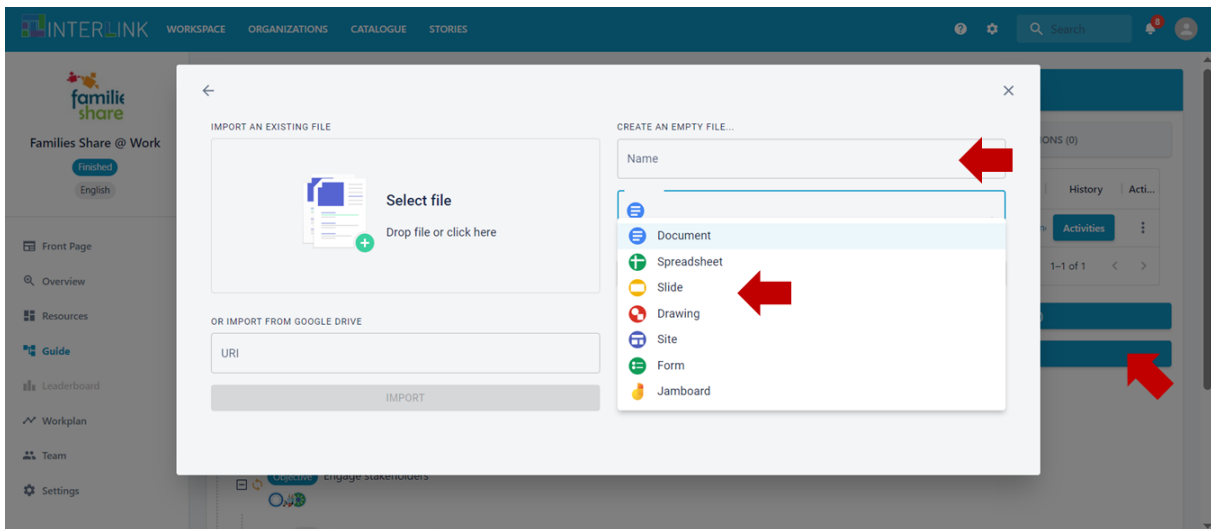 INTERLINK WORKSPACE ORGANIZATIONS CATALOGUE STORIES Search 8
familie
share
Families Share @ Work
Finished
English
Front Page
Overview
Resources
Guide
Leaderboard
Workplan
Team
Settings
IMPORT AN EXISTING FILE
Select file
Drop file or click here
OR IMPORT FROM GOOGLE DRIVE
URI
IMPORT
CREATE AN EMPTY FILE...
Name
Document
Spreadsheet
Slide
Drawing
Site
Form
Jamboard
(0)
History Acti...
Activities
1–1 of 1
Objective Engage stakeholders